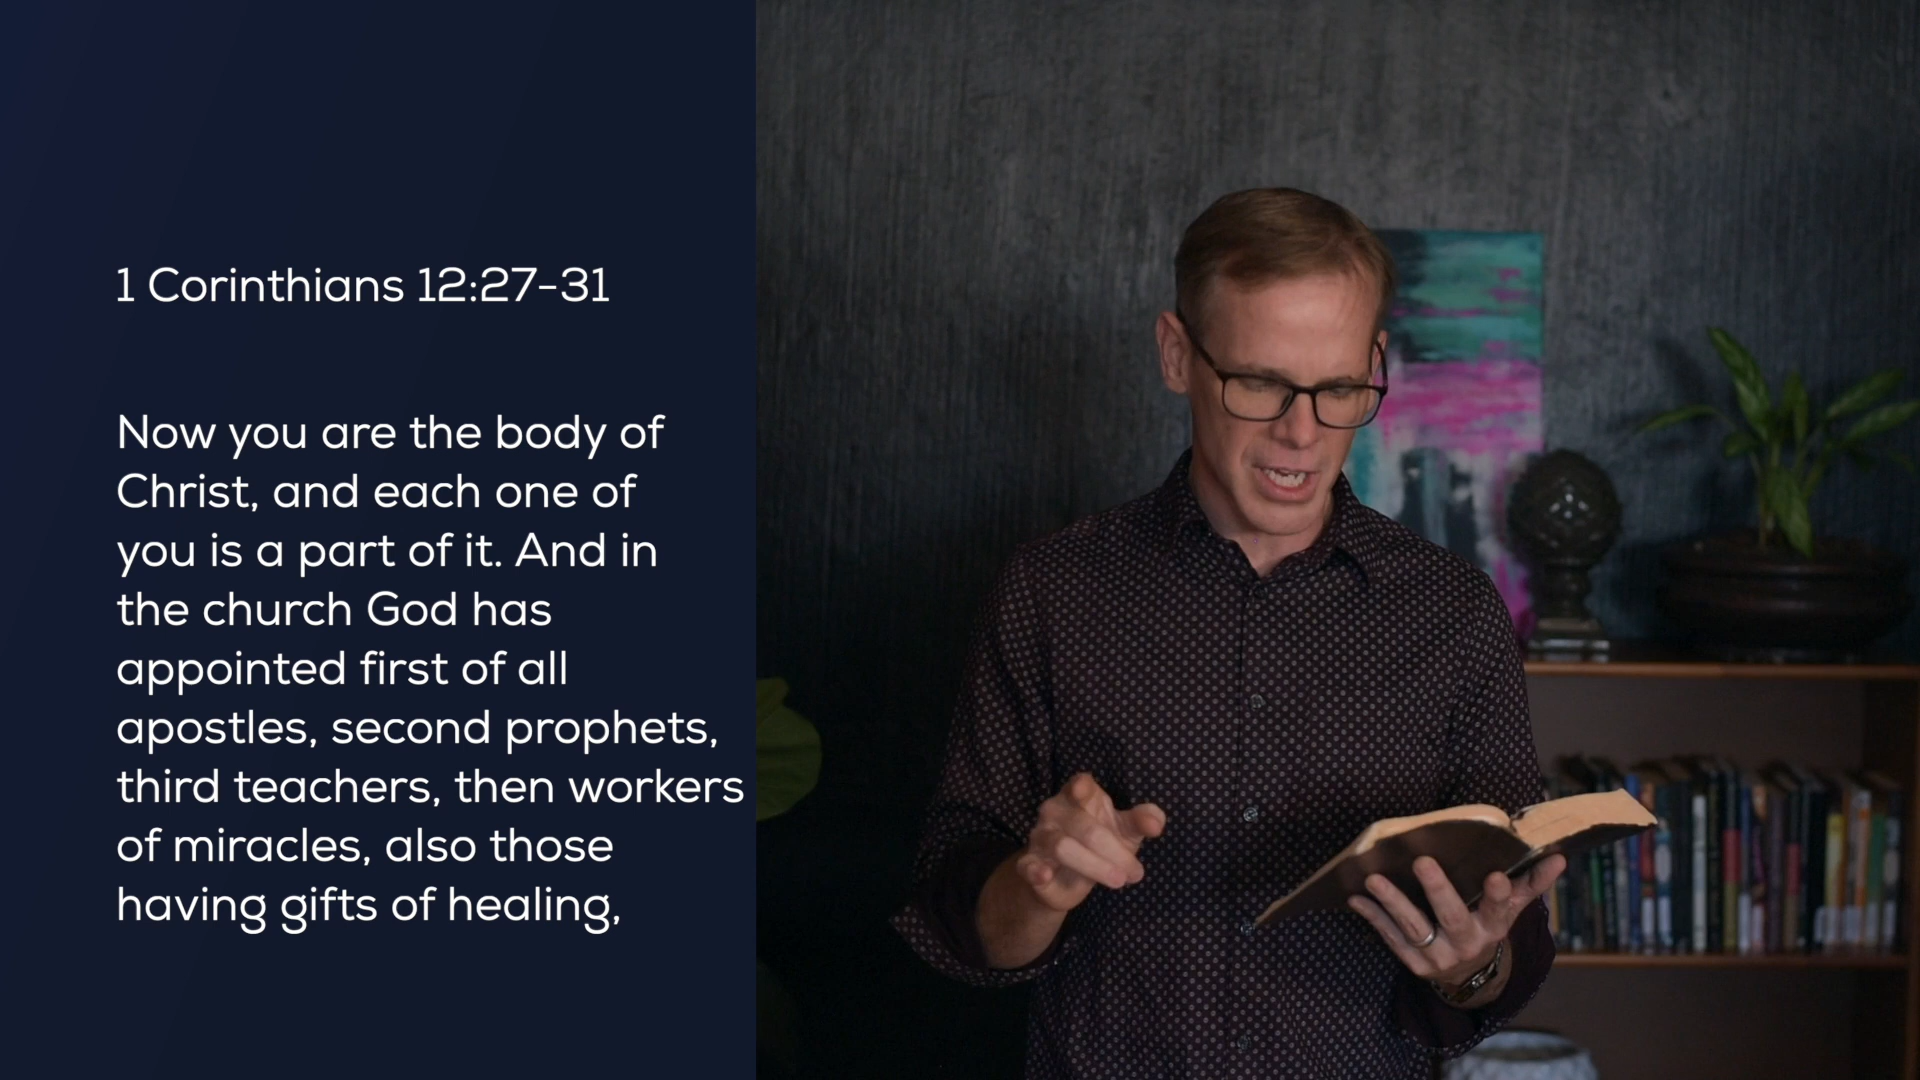 1 Corinthians 12:27-31
Now you are the body of
Christ, and each one of
you is a part of it. And in
the church God has
appointed first of all
apostles, second prophets,
third teachers, then workers
of miracles, also those
having gifts of healing,